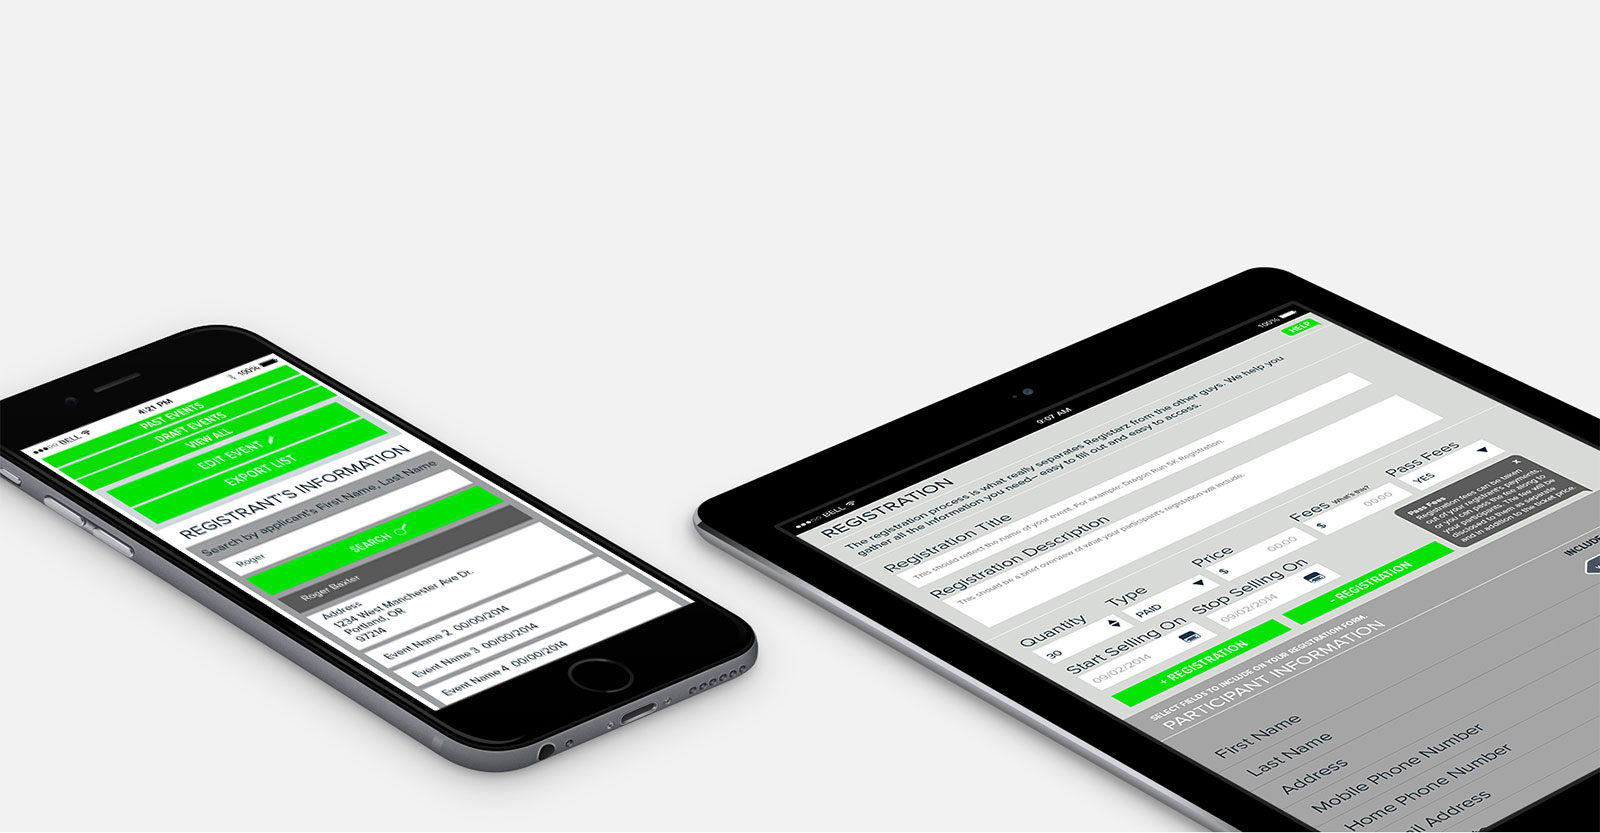 BELL
4:21 PM
100%
PAST EVENTS
DRAFT EVENTS
VIEW ALL
EDIT EVENT
EXPORT LIST
REGISTRANT'S INFORMATION
Search by applicant's First Name, Last Name
Roger
SEARCH
Roger Baxter
Address
1234 West Manchester Ave Dr.
Portland, OR
97214
Event Name 2 00/00/2014
Event Name 3 00/00/2014
Event Name 4 00/00/2014
BELL
9:07 AM
100%
HELP
REGISTRATION
The registration process is what really separates Registarz from the other guys. We help you
gather all the information you need– easy to fill out and easy to access.
Registration Title
This should reflect the name of your event. For example: Dragon Run 5K Registration.
Registration Description
This should be a brief overview of what your participant's registration will include.
Quantity
Type
Price
Fees What's this?
Pass Fees
30
PAID
$ 00.00
$ 00.00
YES
Pass Fees
Registration fees can be taken
out of your registrant's payments,
or you can pass the fee along to
your participants. The fee will be
disclosed to them as separate
and in addition to the ticket price.
Start Selling On
Stop Selling On
09/02/2014
09/02/2014
+ REGISTRATION
- REGISTRATION
SELECT FIELDS TO INCLUDE ON YOUR REGISTRATION FORM.
PARTICIPANT INFORMATION
First Name
Last Name
Address
Mobile Phone Number
Home Phone Number
Address